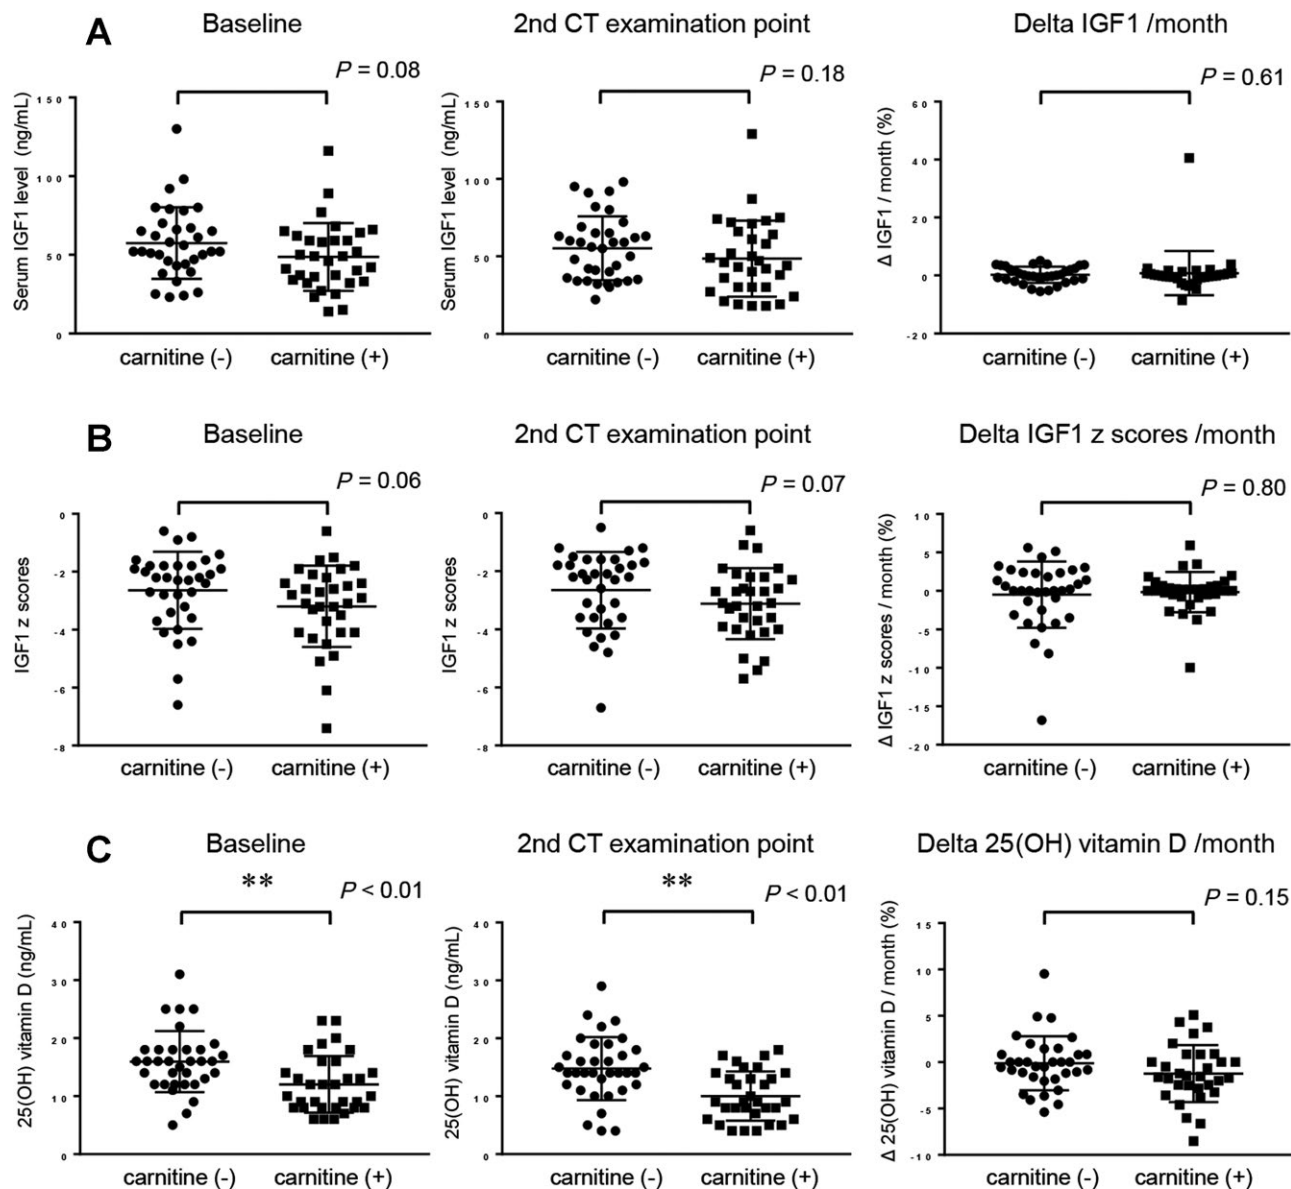 A
Baseline
2nd CT examination point
Delta IGF1 /month
P = 0.08
P = 0.18
P = 0.61
Serum IGF1 level (ng/mL)
150
100
50
0
carnitine (-)
carnitine (+)
Serum IGF1 level (ng/mL)
150
100
50
0
carnitine (-)
carnitine (+)
Δ IGF1 / month (%)
60
40
20
0
-20
carnitine (-)
carnitine (+)
B
Baseline
2nd CT examination point
Delta IGF1 z scores /month
P = 0.06
P = 0.07
P = 0.80
IGF1 z scores
0
-2
-4
-6
-8
carnitine (-)
carnitine (+)
IGF1 z scores
0
-2
-4
-6
-8
carnitine (-)
carnitine (+)
Δ IGF1 z scores / month (%)
10
5
0
-5
-10
-15
-20
carnitine (-)
carnitine (+)
C
Baseline
2nd CT examination point
Delta 25(OH) vitamin D /month
**
P < 0.01
**
P < 0.01
P = 0.15
25(OH) vitamin D (ng/mL)
40
30
20
10
0
carnitine (-)
carnitine (+)
25(OH) vitamin D (ng/mL)
40
30
20
10
0
carnitine (-)
carnitine (+)
Δ 25(OH) vitamin D / month (%)
15
10
5
0
-5
-10
carnitine (-)
carnitine (+)